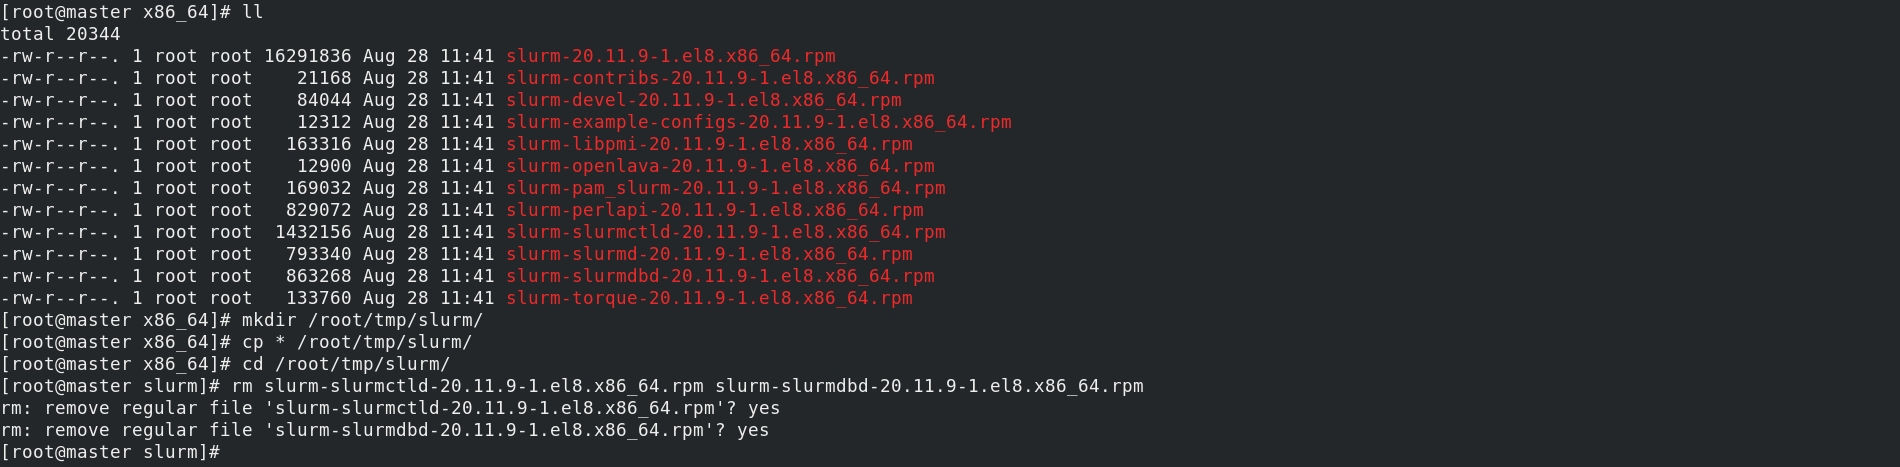 [root@master x86_64]# ll
total 20344
-rw-r--r--. 1 root root 16291836 Aug 28 11:41 slurm-20.11.9-1.el8.x86_64.rpm
-rw-r--r--. 1 root root    21168 Aug 28 11:41 slurm-contribs-20.11.9-1.el8.x86_64.rpm
-rw-r--r--. 1 root root    84044 Aug 28 11:41 slurm-devel-20.11.9-1.el8.x86_64.rpm
-rw-r--r--. 1 root root    12312 Aug 28 11:41 slurm-example-configs-20.11.9-1.el8.x86_64.rpm
-rw-r--r--. 1 root root   163316 Aug 28 11:41 slurm-libpmi-20.11.9-1.el8.x86_64.rpm
-rw-r--r--. 1 root root    12900 Aug 28 11:41 slurm-openlava-20.11.9-1.el8.x86_64.rpm
-rw-r--r--. 1 root root   169032 Aug 28 11:41 slurm-pam_slurm-20.11.9-1.el8.x86_64.rpm
-rw-r--r--. 1 root root   829072 Aug 28 11:41 slurm-perlapi-20.11.9-1.el8.x86_64.rpm
-rw-r--r--. 1 root root  1432156 Aug 28 11:41 slurm-slurmctld-20.11.9-1.el8.x86_64.rpm
-rw-r--r--. 1 root root   793340 Aug 28 11:41 slurm-slurmd-20.11.9-1.el8.x86_64.rpm
-rw-r--r--. 1 root root   863268 Aug 28 11:41 slurm-slurmdbd-20.11.9-1.el8.x86_64.rpm
-rw-r--r--. 1 root root   133760 Aug 28 11:41 slurm-torque-20.11.9-1.el8.x86_64.rpm
[root@master x86_64]# mkdir /root/tmp/slurm/
[root@master x86_64]# cp * /root/tmp/slurm/
[root@master x86_64]# cd /root/tmp/slurm/
[root@master slurm]# rm slurm-slurmctld-20.11.9-1.el8.x86_64.rpm slurm-slurmdbd-20.11.9-1.el8.x86_64.rpm
rm: remove regular file 'slurm-slurmctld-20.11.9-1.el8.x86_64.rpm'? yes
rm: remove regular file 'slurm-slurmdbd-20.11.9-1.el8.x86_64.rpm'? yes
[root@master slurm]#